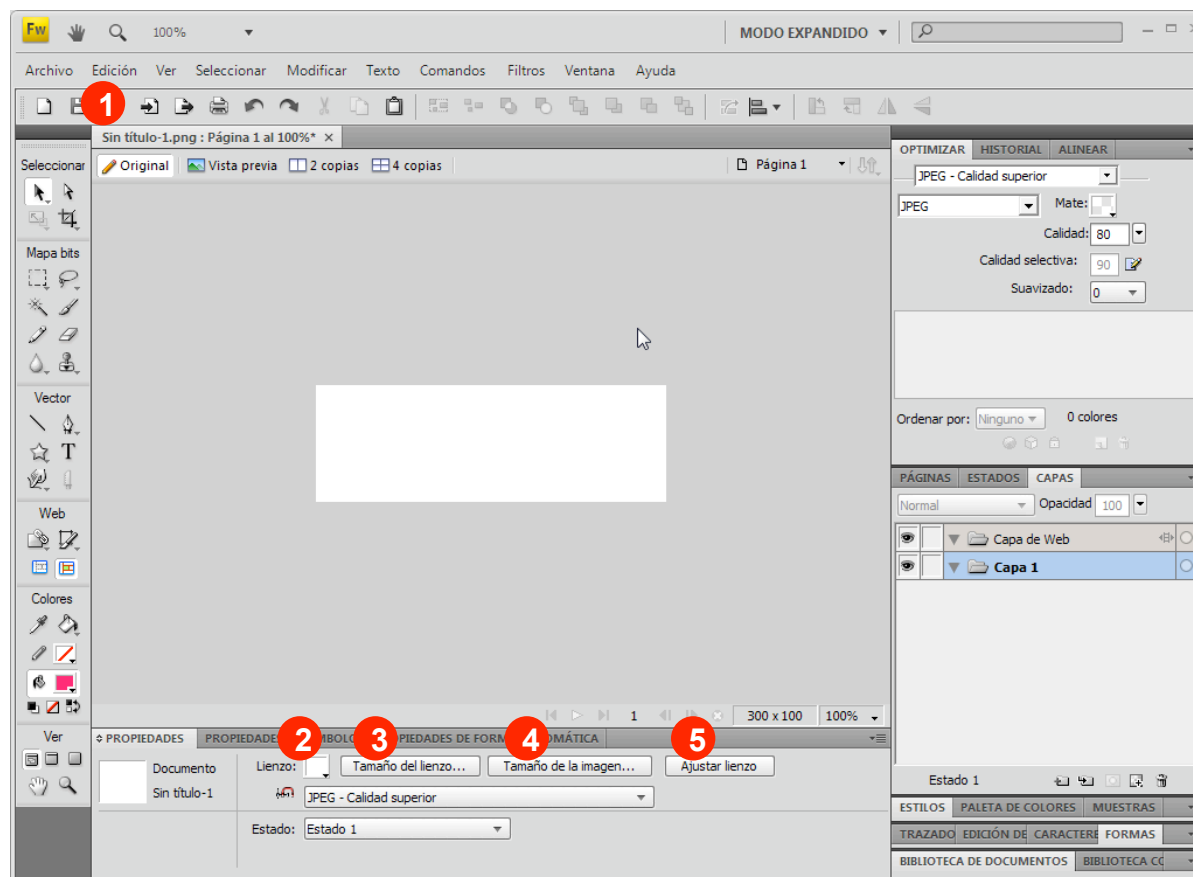 Fw 100% MODO EXPANDIDO
Archivo Edición Ver Seleccionar Modificar Texto Comandos Filtros Ventana Ayuda
1
Sin título-1.png : Página 1 al 100%* ×
Seleccionar
Original Vista previa 2 copias 4 copias Página 1
Mapa bits
Vector
T
Web
Colores
Ver
1 300 x 100 100%
OPTIMIZAR HISTORIAL ALINEAR
JPEG - Calidad superior
JPEG Mate:
Calidad: 80
Calidad selectiva: 90
Suavizado: 0
Ordenar por: Ninguno 0 colores
PÁGINAS ESTADOS CAPAS
Normal Opacidad 100
Capa de Web
Capa 1
Estado 1
ESTILOS PALETA DE COLORES MUESTRAS
TRAZADO EDICIÓN DE CARACTERE FORMAS
BIBLIOTECA DE DOCUMENTOS BIBLIOTECA
2 3 4 5
PROPIEDADES
Documento Lienzo: Tamaño del lienzo... Tamaño de la imagen... Ajustar lienzo
Sin título-1 JPEG - Calidad superior
Estado: Estado 1